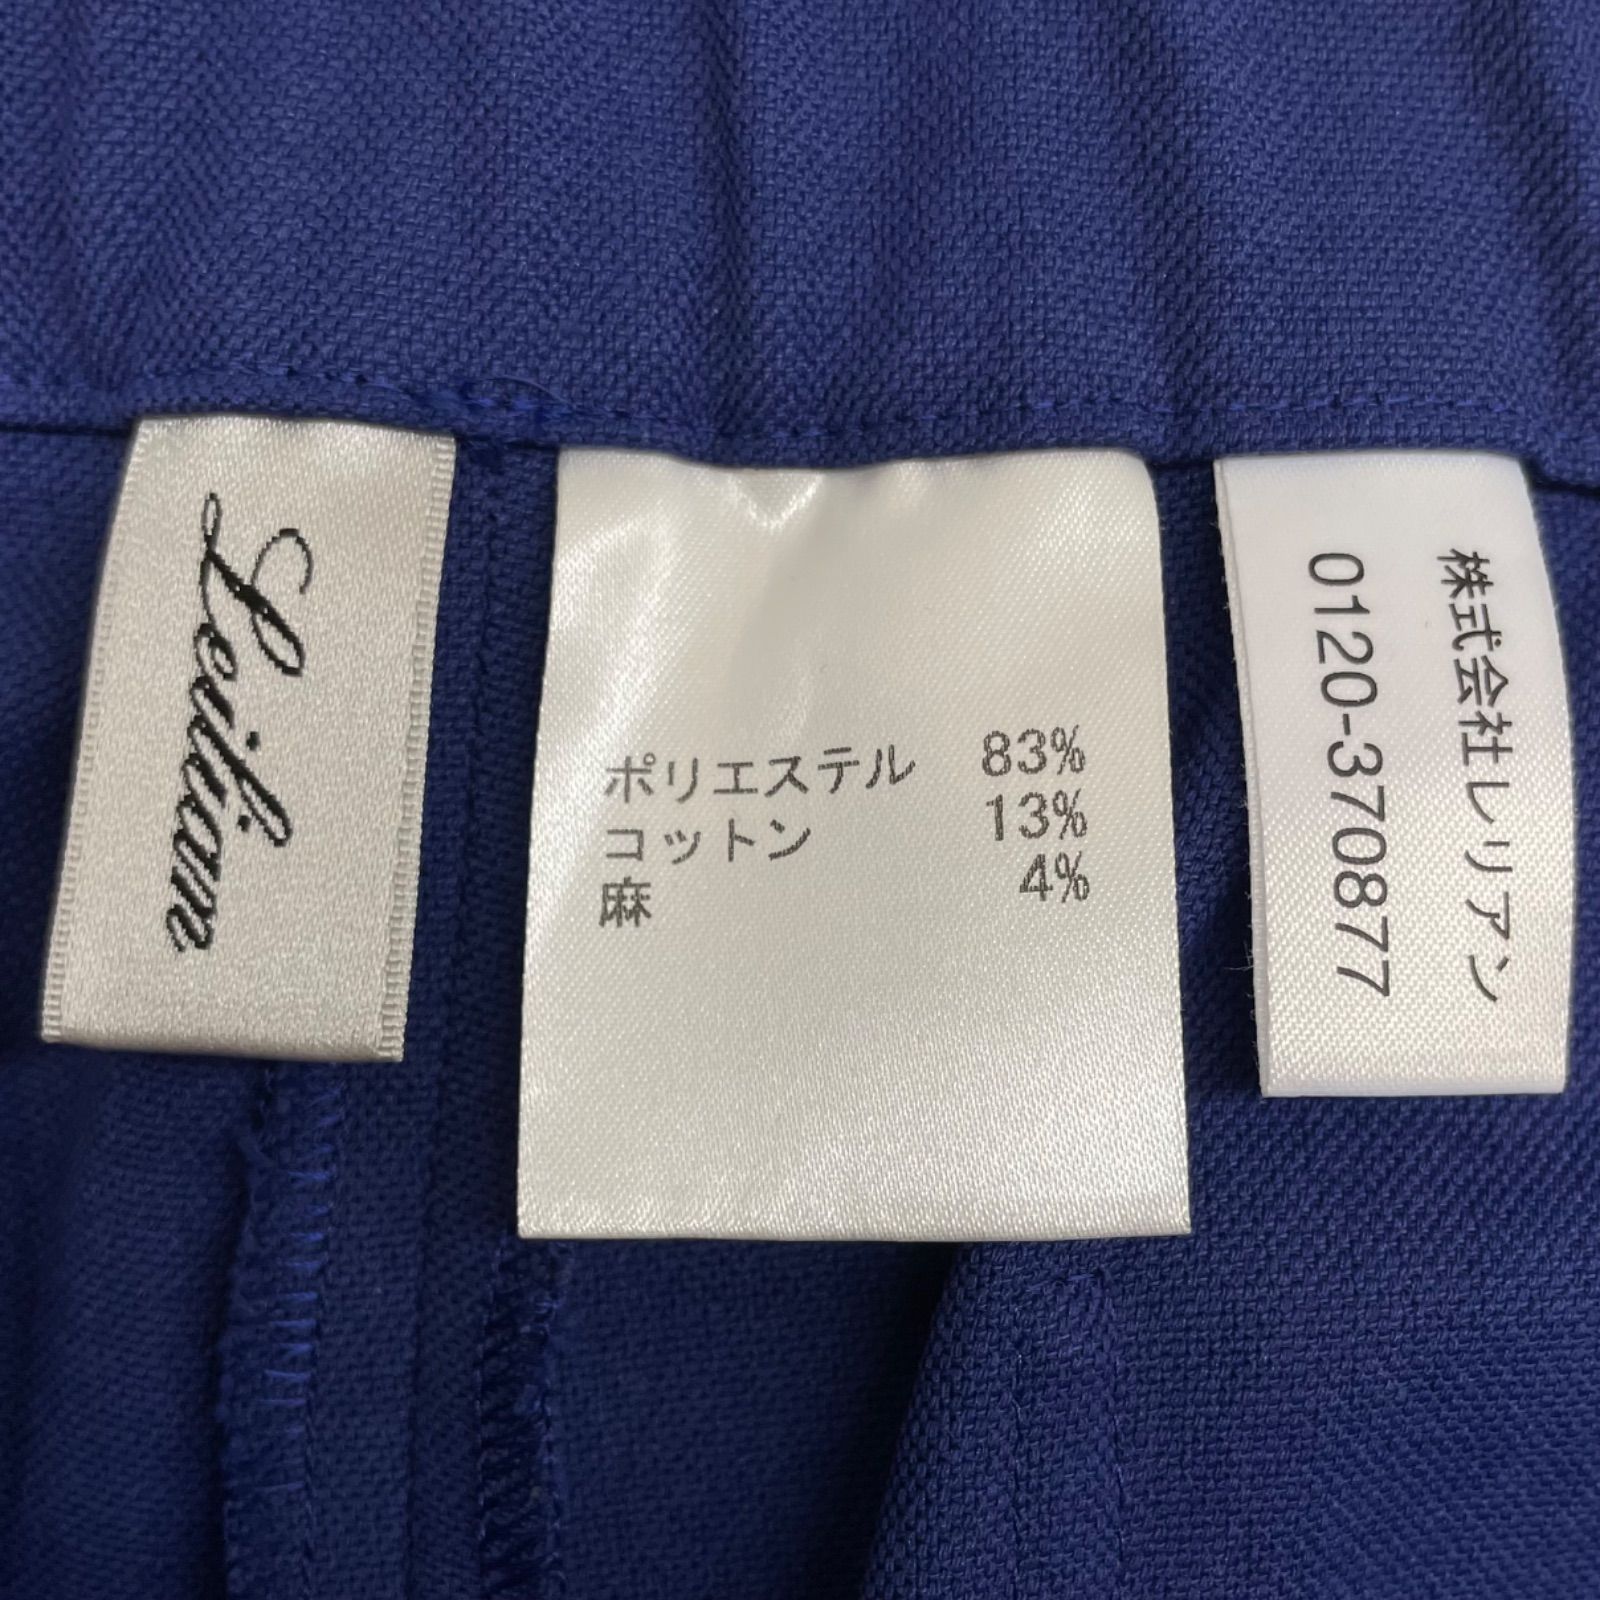 Leilian
ポリエステル 83%
コットン 13%
麻 4%
株式会社レリアン
0120-370877